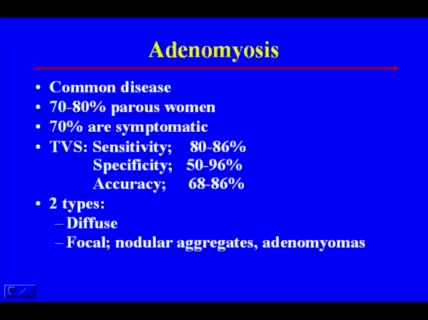 Adenomyosis
• Common disease
• 70-80% parous women
• 70% are symptomatic
• TVS: Sensitivity; 80-86%
Specificity; 50-96%
Accuracy; 68-86%
• 2 types:
– Diffuse
– Focal; nodular aggregates, adenomyomas